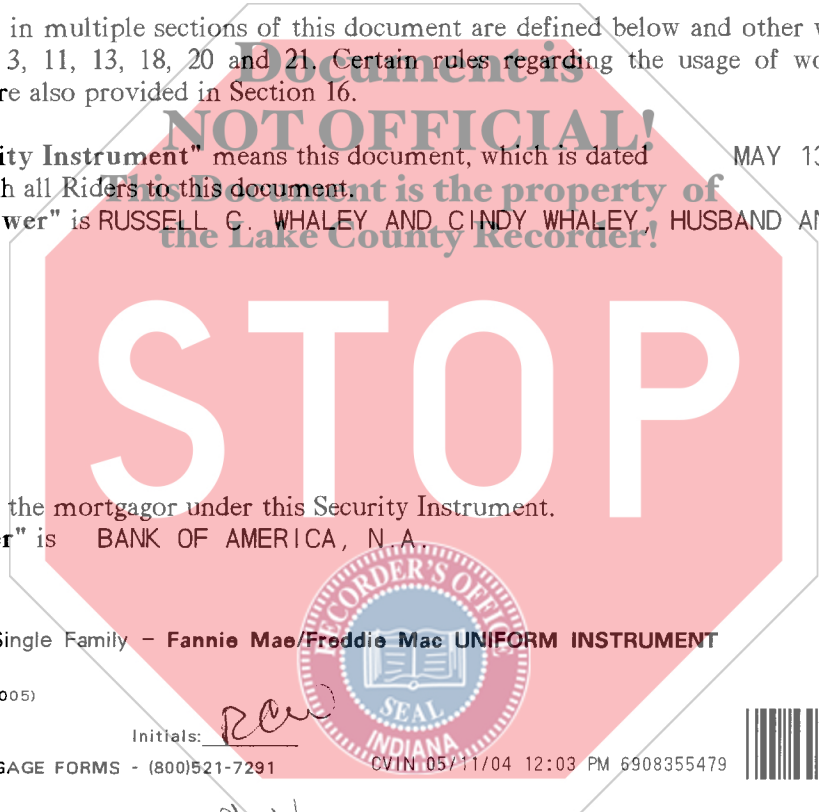 in multiple sections of this document are defined below and other
3, 11, 13, 18, 20 and 21. Certain rules regarding the usage of wo
re also provided in Section 16.
Document is
NOT OFFICIAL!
This Document is the property of
the Lake County Recorder!
ity Instrument" means this document, which is dated MAY 13
h all Riders to this document.
wer" is RUSSELL C. WHALEY AND CINDY WHALEY, HUSBAND AN
STOP
the mortgagor under this Security Instrument.
r" is BANK OF AMERICA, N.A.
RECORDER'S OFFICE
SEAL
INDIANA
Single Family – Fannie Mae/Freddie Mac UNIFORM INSTRUMENT
005)
Initials: RCW
GAGE FORMS - (800)521-7291 CVIN 05/11/04 12:03 PM 6908355479